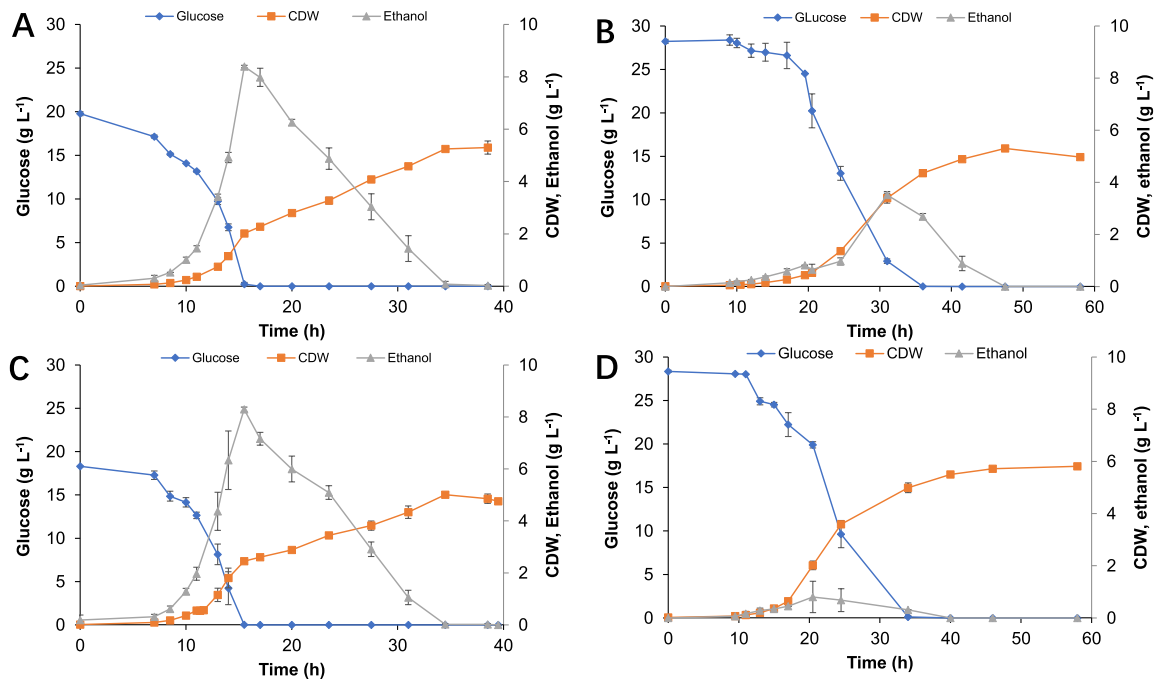 A
Glucose CDW Ethanol
30
25
20
15
10
5
0
10
8
6
4
2
0
0 10 20 30 40
Glucose (g L⁻¹)
CDW, Ethanol (g L⁻¹)
Time (h)
B
GLucose CDW Ethanol
30
25
20
15
10
5
0
10
8
6
4
2
0
0 10 20 30 40 50 60
Glucose (g L⁻¹)
CDW, ethanol (g L⁻¹)
Time (h)
C
Glucose CDW Ethanol
30
25
20
15
10
5
0
10
8
6
4
2
0
0 10 20 30 40
Glucose (g L⁻¹)
CDW, Ethanol (g L⁻¹)
Time (h)
D
Glucose CDW Ethanol
30
25
20
15
10
5
0
10
8
6
4
2
0
0 10 20 30 40 50 60
Glucose (g L⁻¹)
CDW, ethanol (g L⁻¹)
Time (h)